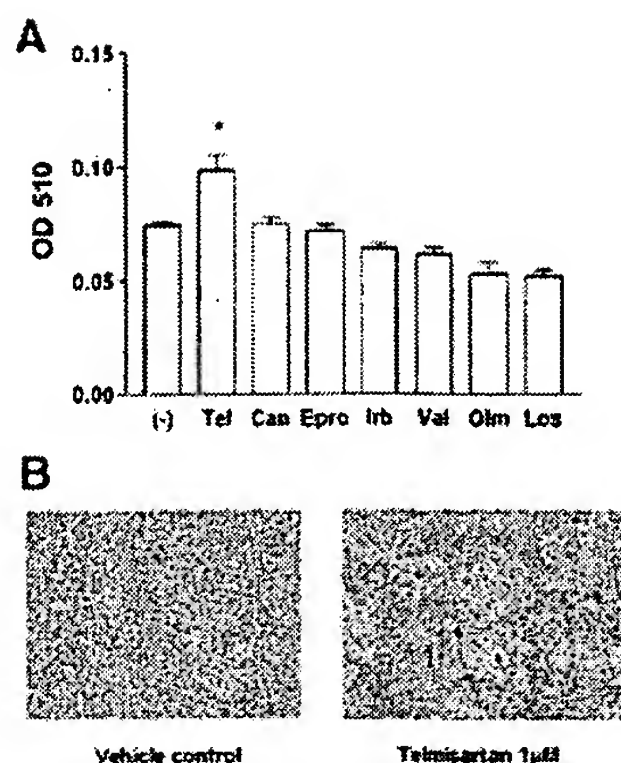 A
0.15
0.10
0.05
0.00
OD 510
*
(-) Tel Can Epro Irb Val Olm Los
B
Vehicle control Telmisartan 1µM